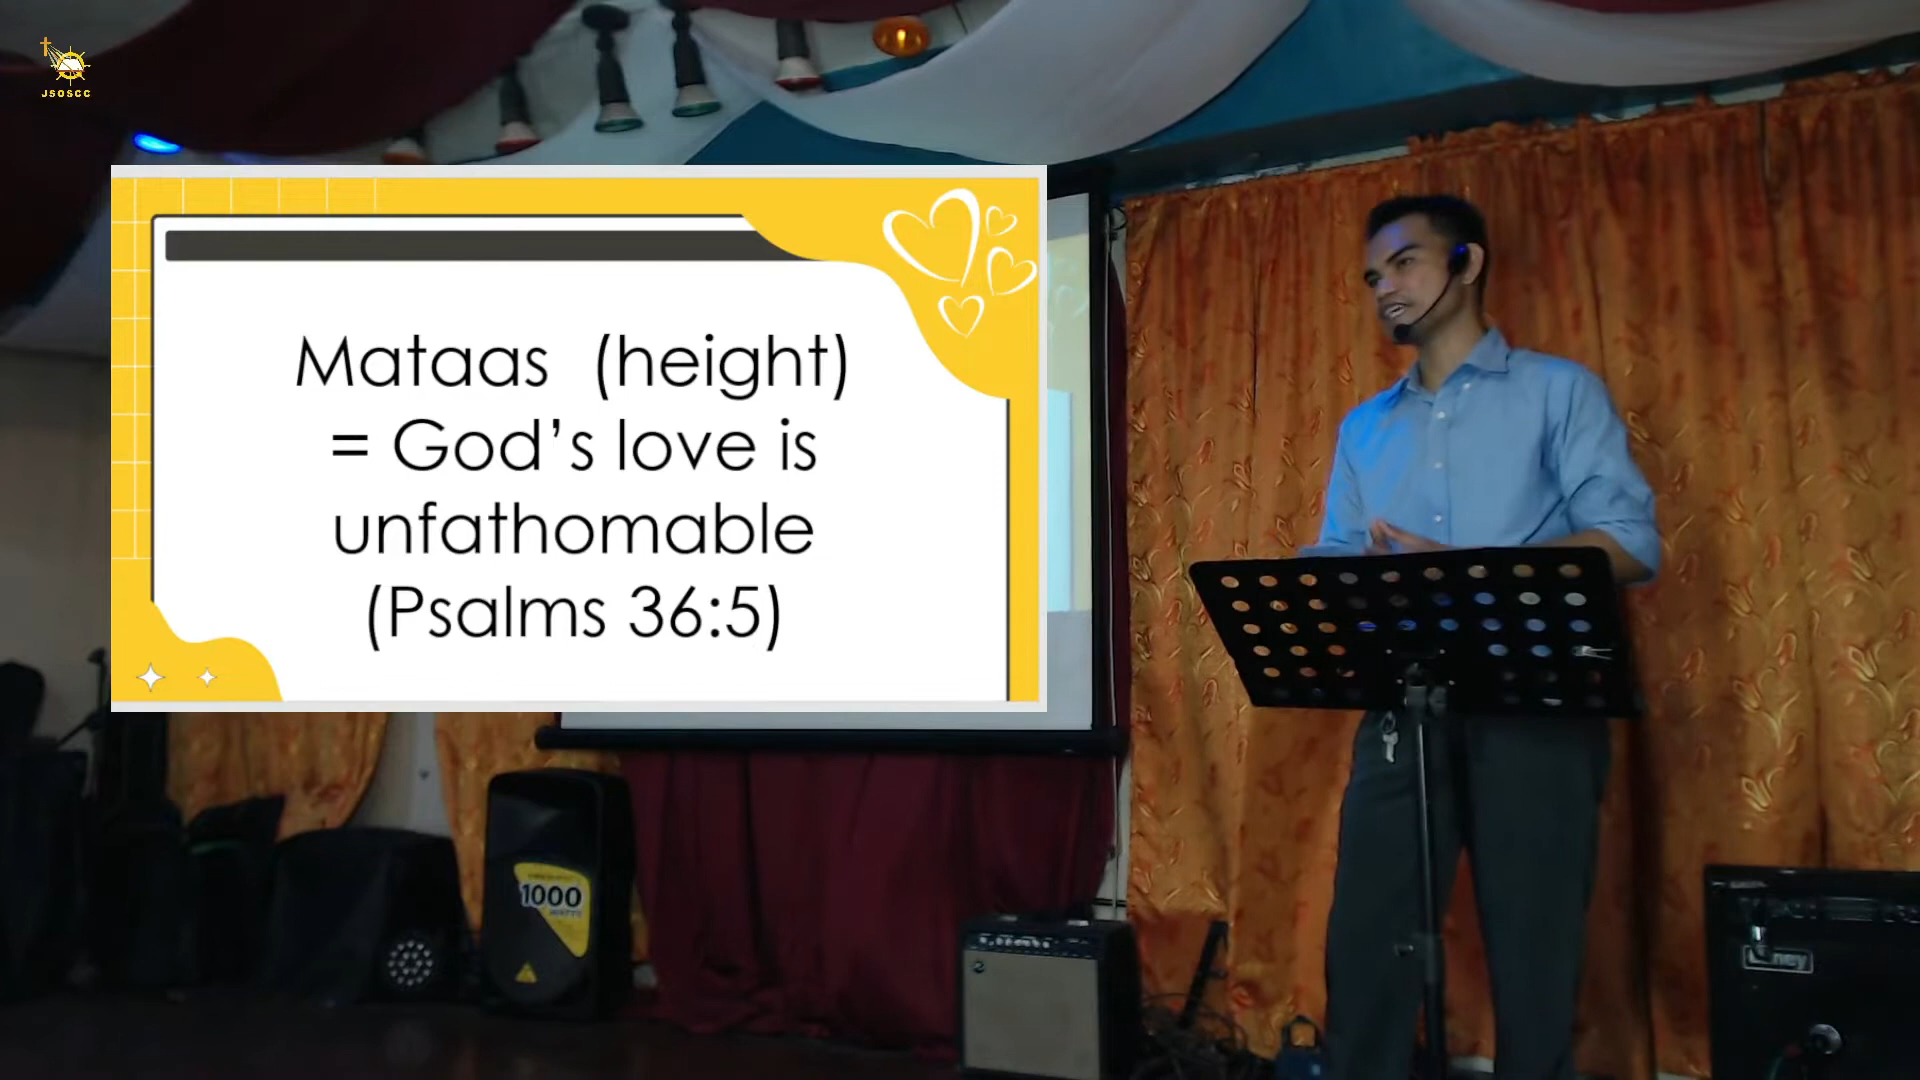 JSOSCC
Mataas (height)
= God’s love is
unfathomable
(Psalms 36:5)
1000